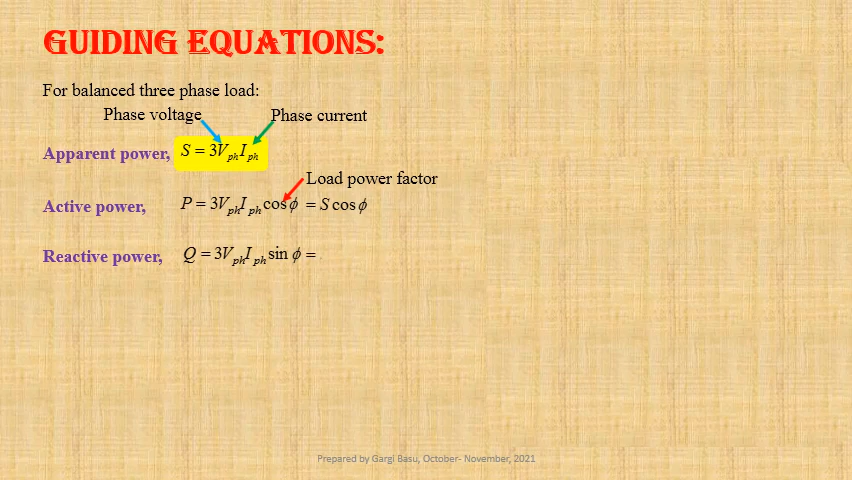 GUIDING EQUATIONS:
For balanced three phase load:
Phase voltage Phase current
Apparent power, S = 3V_ph I_ph
Load power factor
Active power, P = 3V_ph I_ph cos ϕ = S cos ϕ
Reactive power, Q = 3V_ph I_ph sin ϕ =
Prepared by Gargi Basu, October- November, 2021